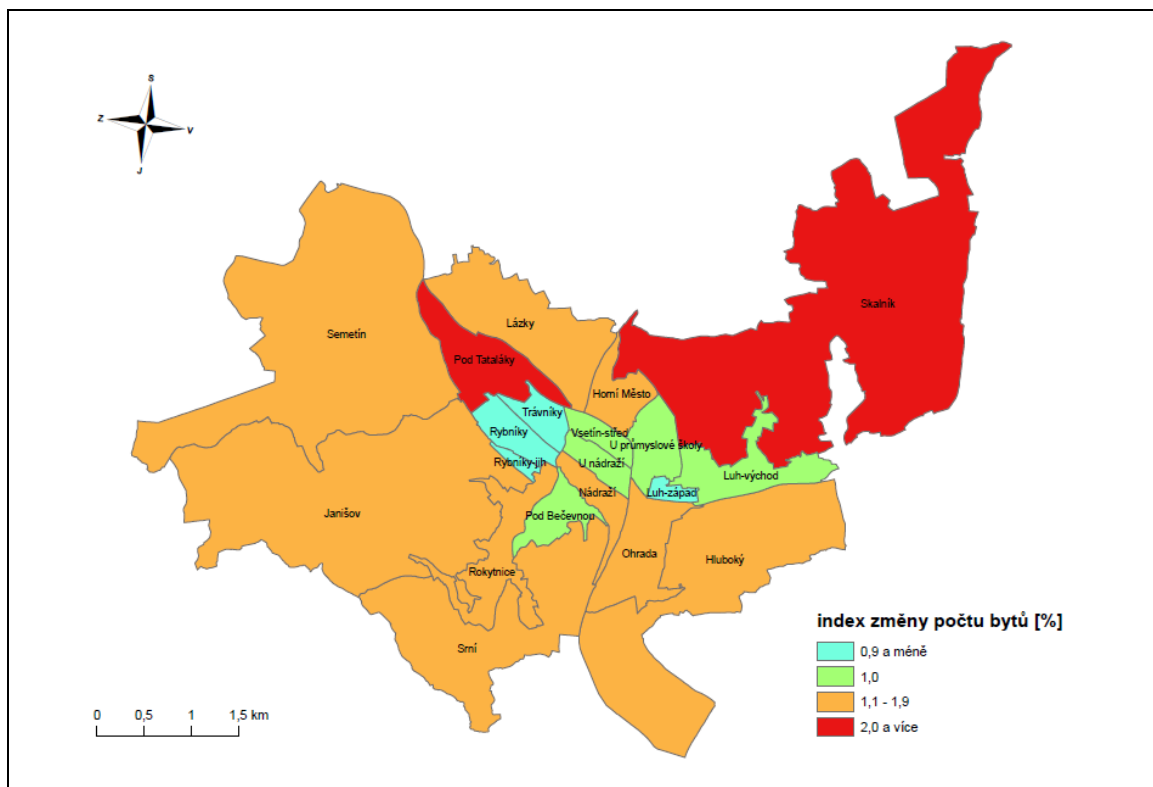 S
Z
V
J
Skalník
Lázky
Semetín
Pod Tataláky
Horní Město
Trávníky
Rybníky
Vsetín-střed
U průmyslové školy
Rybníky-jih
U nádraží
Luh-východ
Nádraží
Luh-západ
Janišov
Pod Bečevnou
Ohrada
Hluboký
Rokytnice
Srní
index změny počtu bytů [%]
0,9 a méně
1,0
1,1 - 1,9
2,0 a více
0 0,5 1 1,5 km